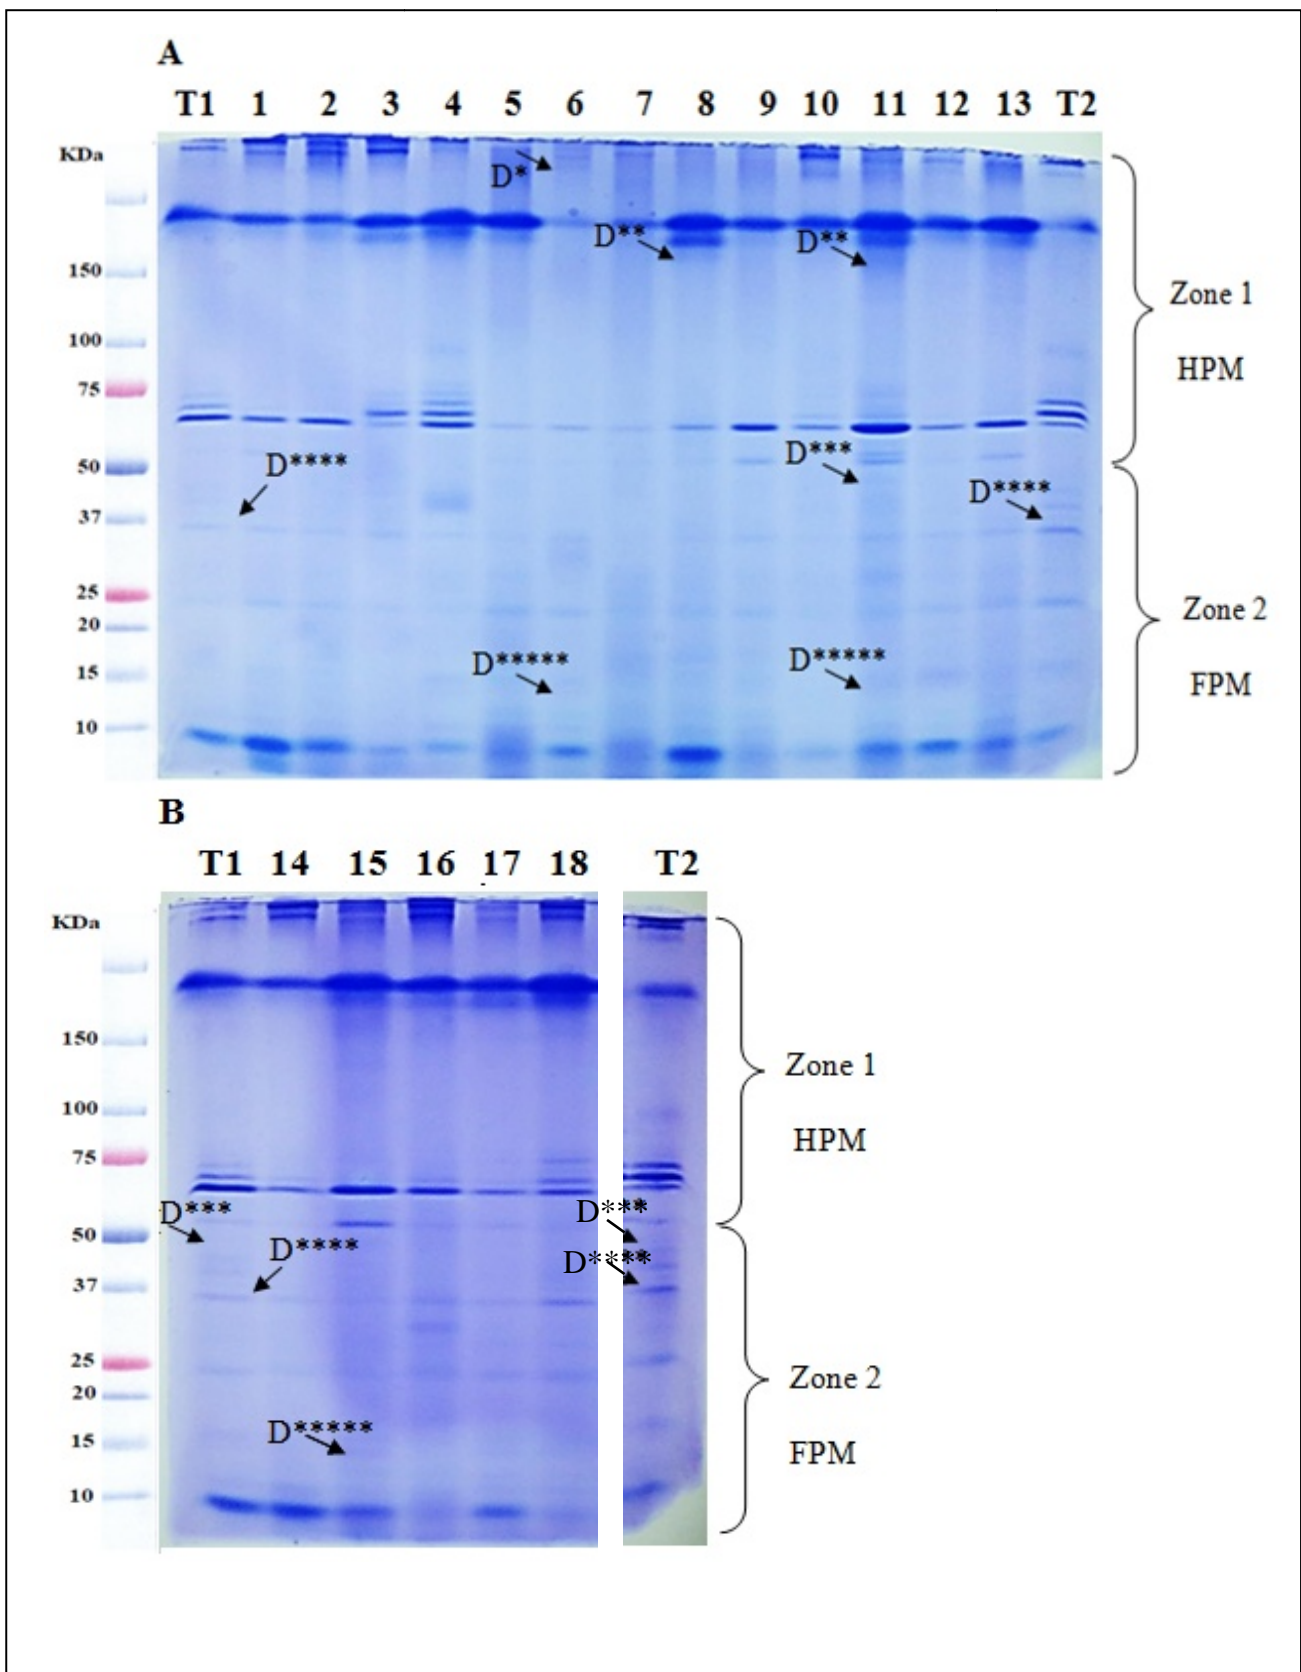 A
T1 1 2 3 4 5 6 7 8 9 10 11 12 13 T2
KDa
D*
D** D**
150
Zone 1
100
HPM
75
D***
50 D****
D****
37
25
Zone 2
20
D***** D*****
15
FPM
10
B
T1 14 15 16 17 18 T2
KDa
150
Zone 1
100
HPM
75
D*** D***
50
D**** D****
37
25
Zone 2
20
D*****
15
FPM
10